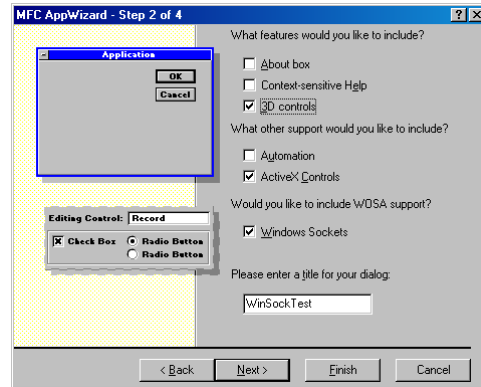 MFC AppWizard - Step 2 of 4
Application
OK
Cancel
Editing Control: Record
Check Box
Radio Button
Radio Button
What features would you like to include?
About box
Context-sensitive Help
3D controls
What other support would you like to include?
Automation
ActiveX Controls
Would you like to include WOSA support?
Windows Sockets
Please enter a title for your dialog:
WinSockTest
< Back
Next >
Finish
Cancel